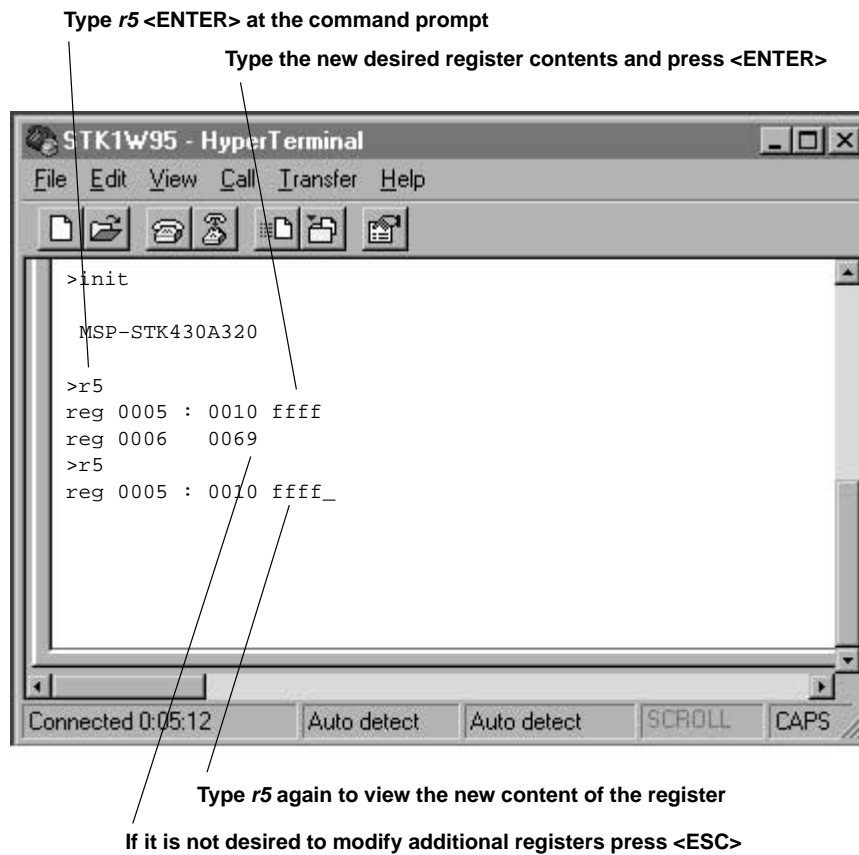 Type r5 <ENTER> at the command prompt
Type the new desired register contents and press <ENTER>
STK1W95 - HyperTerminal
File Edit View Call Transfer Help
>init
MSP-STK430A320
>r5
reg 0005 : 0010 ffff
reg 0006 0069
>r5
reg 0005 : 0010 ffff_
Connected 0:05:12 Auto detect Auto detect SCROLL CAPS
Type r5 again to view the new content of the register
If it is not desired to modify additional registers press <ESC>